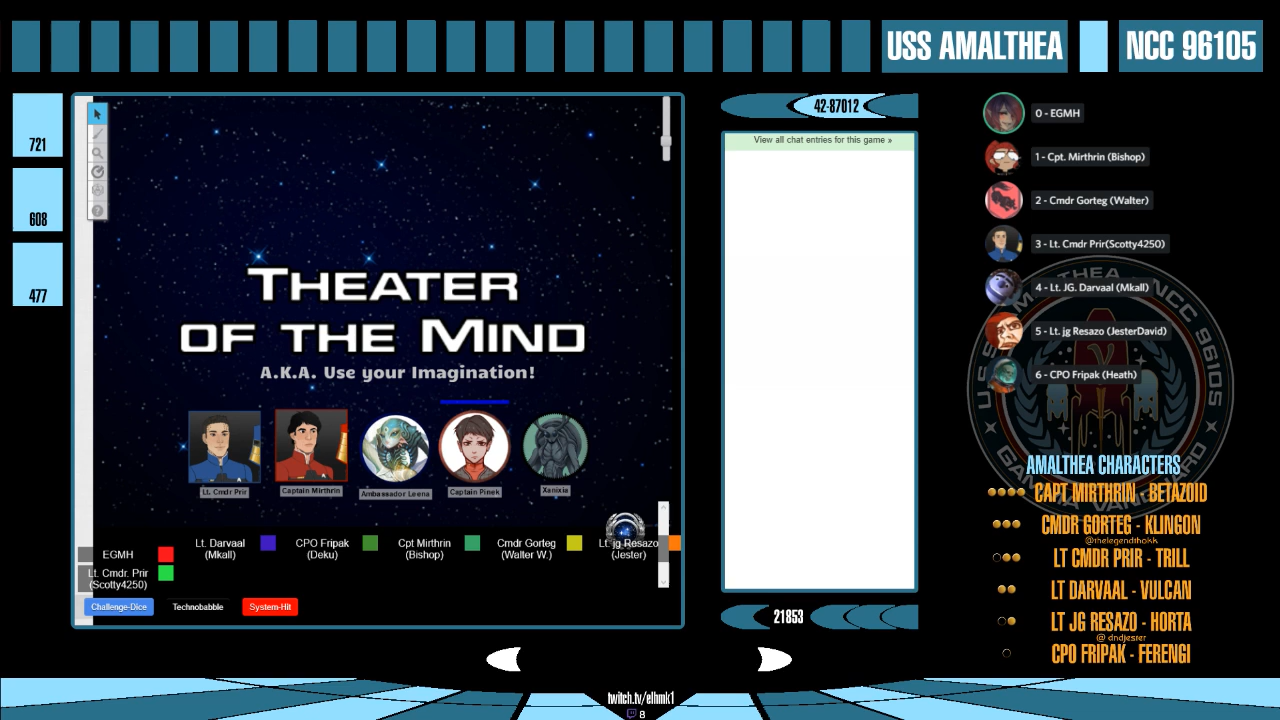 USS AMALTHEA
NCC 96105
721
608
477
42-87012
View all chat entries for this game »
0 - EGMH
1 - Cpt. Mirthrin (Bishop)
2 - Cmdr Gorteg (Walter)
3 - Lt. Cmdr Prir(Scotty4250)
4 - Lt. JG. Darvaal (Mkall)
5 - Lt. jg Resazo (JesterDavid)
6 - CPO Fripak (Heath)
THEATER
OF THE MIND
A.K.A. Use your Imagination!
Lt. Cmdr Prir
Captain Mirthrin
Ambassador Leena
Captain Pinek
Xanixia
EGMH
Lt. Darvaal
(Mkall)
CPO Fripak
(Deku)
Cpt Mirthrin
(Bishop)
Cmdr Gorteg
(Walter W.)
Lt. jg Resazo
(Jester)
Lt. Cmdr. Prir
(Scotty4250)
Challenge-Dice
Technobabble
System-Hit
21853
NCC 96105
AMALTHEA CHARACTERS
CAPT MIRTHRIN - BETAZOID
CMDR GORTEG - KLINGON
@thelegendthokk
LT CMDR PRIR - TRILL
LT DARVAAL - VULCAN
LT JG RESAZO - HORTA
@dndjester
CPO FRIPAK - FERENGI
twitch.tv/elhmk1
8